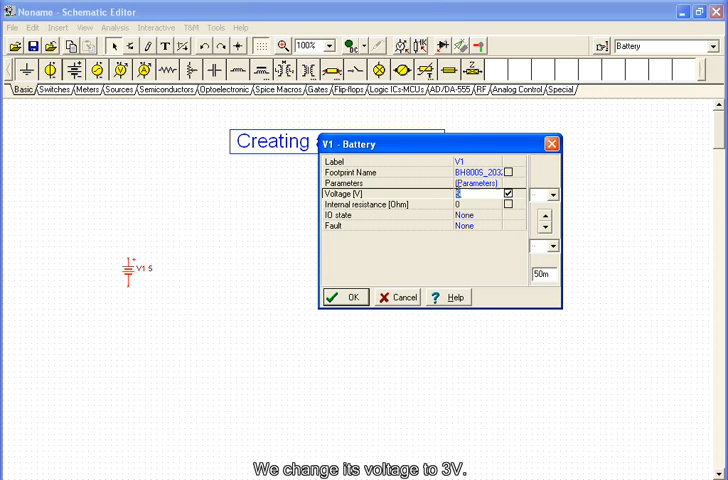 Noname - Schematic Editor
File Edit Insert View Analysis Interactive T&M Tools Help
100%
DC
Battery
Basic Switches Meters Sources Semiconductors Optoelectronic Spice Macros Gates Flip-flops Logic ICs-MCUs AD/DA-555 RF Analog Control Special
Creating a
V1 - Battery
Label V1
Footprint Name BH800S_203
Parameters (Parameters)
Voltage [V] 5
Internal resistance [Ohm] 0
IO state None
Fault None
50m
OK Cancel Help
V1 5
We change its voltage to 3V.